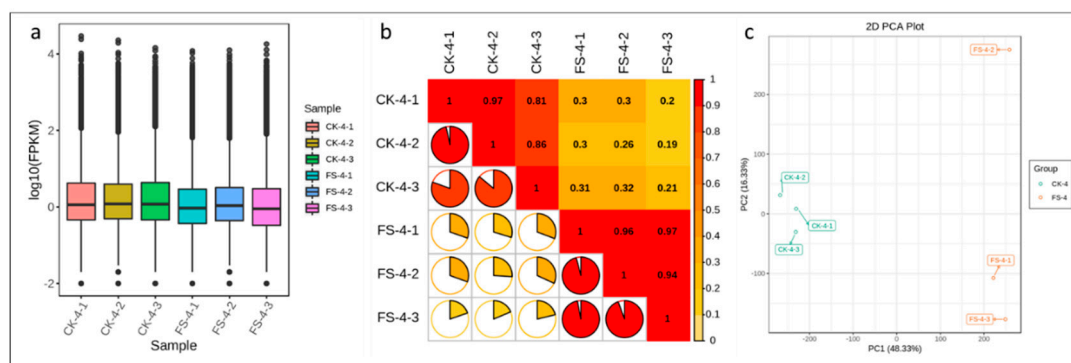 a
log10(FPKM)
4
2
0
-2
CK-4-1
CK-4-2
CK-4-3
FS-4-1
FS-4-2
FS-4-3
Sample
Sample
CK-4-1
CK-4-2
CK-4-3
FS-4-1
FS-4-2
FS-4-3
b
CK-4-1
CK-4-2
CK-4-3
FS-4-1
FS-4-2
FS-4-3
CK-4-1 1 0.97 0.81 0.3 0.3 0.2
CK-4-2 1 0.86 0.3 0.26 0.19
CK-4-3 1 0.31 0.32 0.21
FS-4-1 1 0.96 0.97
FS-4-2 1 0.94
FS-4-3 1
1
0.9
0.8
0.7
0.6
0.5
0.4
0.3
0.2
0.1
0
c
2D PCA Plot
PC2 (16.33%)
200
100
0
-100
FS-4-2
CK-4-2
CK-4-1
CK-4-3
FS-4-1
FS-4-3
-200 -100 0 100 200
PC1 (48.33%)
Group
CK-4
FS-4